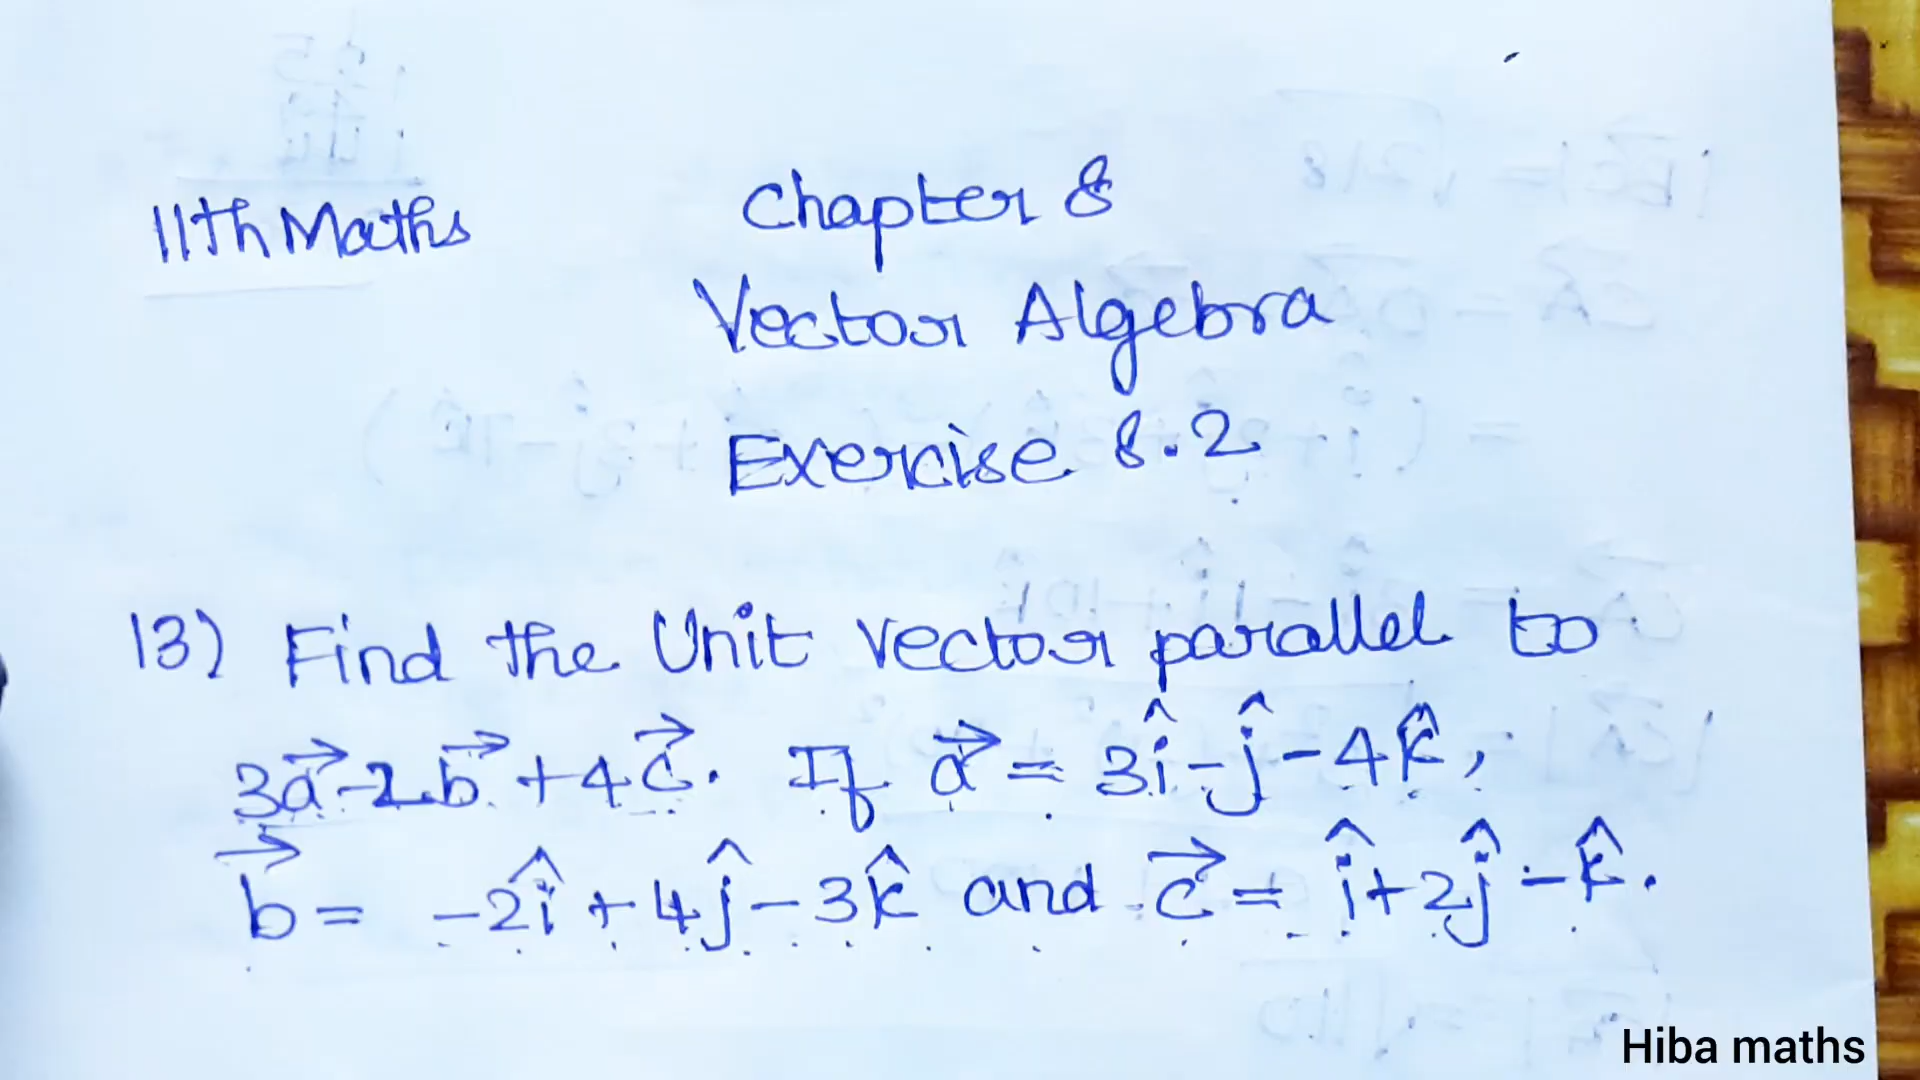 11th Maths
Chapter 8
Vector Algebra
Exercise 8.2
13) Find the Unit vector parallel to
3a⃗ - 2b⃗ + 4c⃗. If a⃗ = 3î - ĵ - 4k̂,
b⃗ = -2î + 4ĵ - 3k̂ and c⃗ = î + 2ĵ - k̂.
Hiba maths